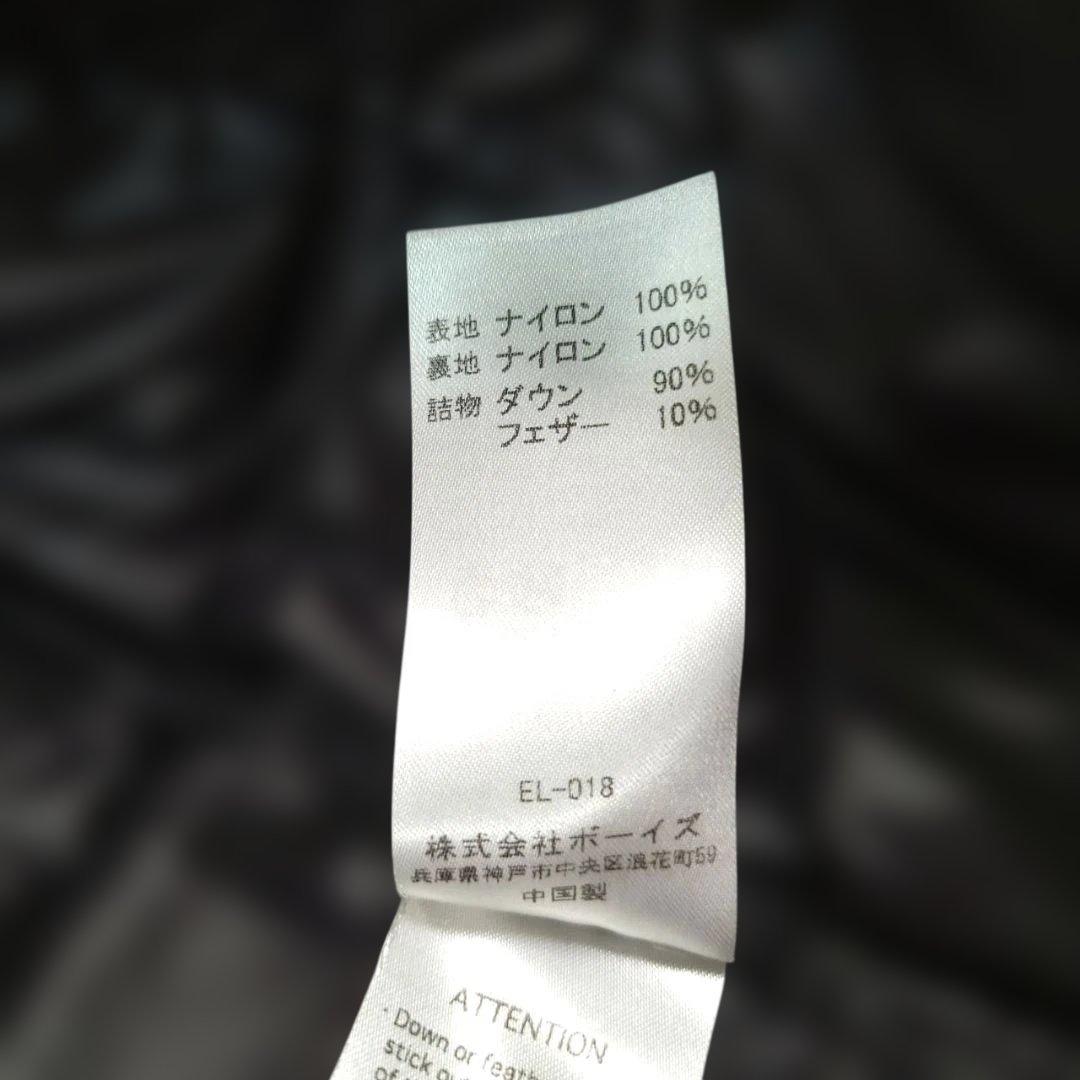 表地 ナイロン 100%
裏地 ナイロン 100%
詰物 ダウン 90%
フェザー 10%
EL-018
株式会社ボーイズ
兵庫県神戸市中央区浪花町59
中国製
ATTENTION
・Down or
stick